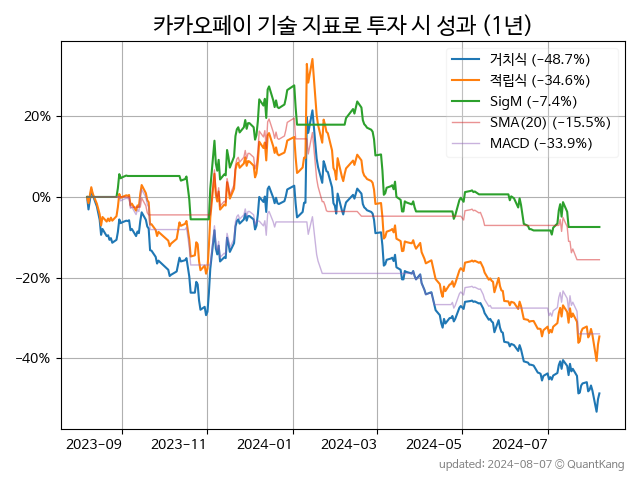 카카오페이 기술 지표로 투자 시 성과 (1년)
거치식 (−48.7%)
적립식 (−34.6%)
SigM (−7.4%)
SMA(20) (−15.5%)
MACD (−33.9%)
20%
0%
−20%
−40%
2023-09 2023-11 2024-01 2024-03 2024-05 2024-07
updated: 2024-08-07 © QuantKang